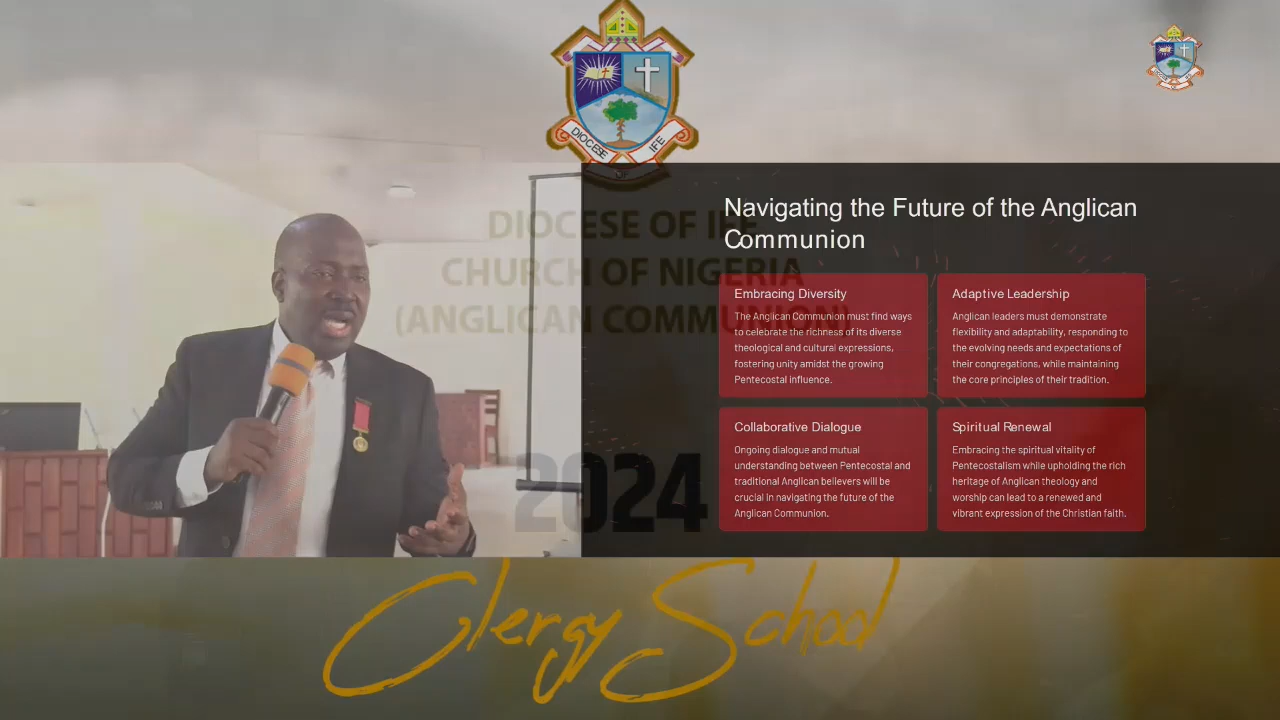 DIOCESE OF IFE
DIOCESE OF IFE
CHURCH OF NIGERIA
(ANGLICAN COMMUNION)
Navigating the Future of the Anglican
Communion
Embracing Diversity
The Anglican Communion must find ways
to celebrate the richness of its diverse
theological and cultural expressions,
fostering unity amidst the growing
Pentecostal influence.
Adaptive Leadership
Anglican leaders must demonstrate
flexibility and adaptability, responding to
the evolving needs and expectations of
their congregations, while maintaining
the core principles of their tradition.
Collaborative Dialogue
Ongoing dialogue and mutual
understanding between Pentecostal and
traditional Anglican believers will be
crucial in navigating the future of the
Anglican Communion.
Spiritual Renewal
Embracing the spiritual vitality of
Pentecostalism while upholding the rich
heritage of Anglican theology and
worship can lead to a renewed and
vibrant expression of the Christian faith.
2024
Clergy School